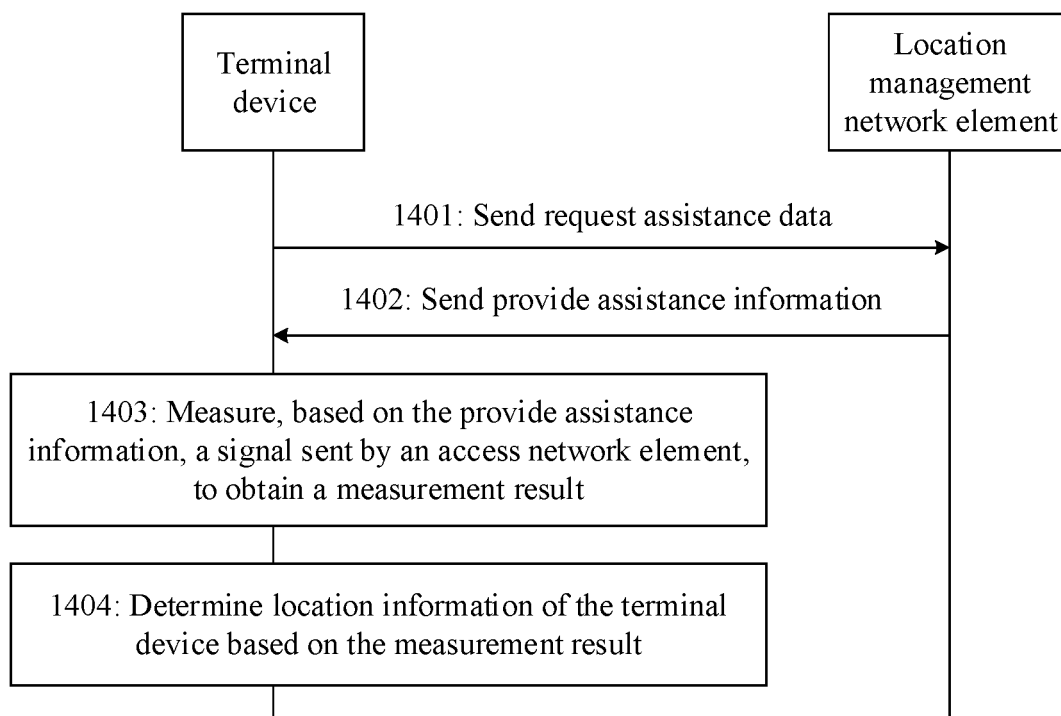 Terminal
device
Location
management
network element
1401: Send request assistance data
1402: Send provide assistance information
1403: Measure, based on the provide assistance
information, a signal sent by an access network element,
to obtain a measurement result
1404: Determine location information of the terminal
device based on the measurement result